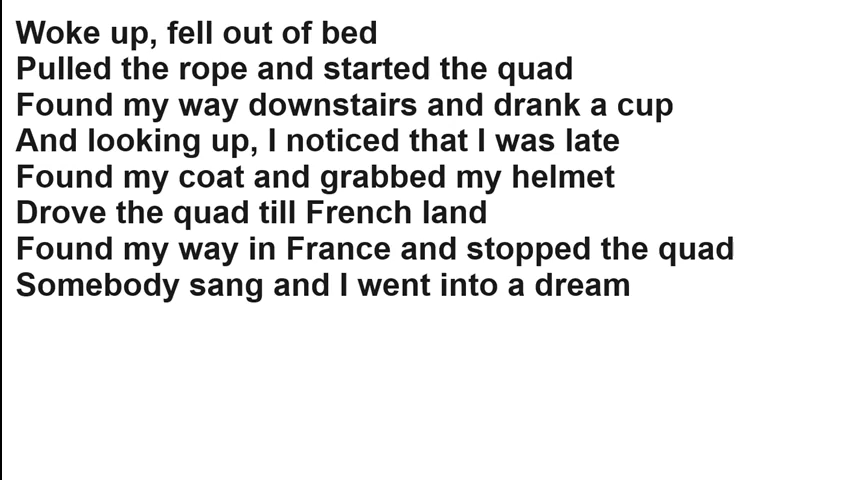 Woke up, fell out of bed
Pulled the rope and started the quad
Found my way downstairs and drank a cup
And looking up, I noticed that I was late
Found my coat and grabbed my helmet
Drove the quad till French land
Found my way in France and stopped the quad
Somebody sang and I went into a dream